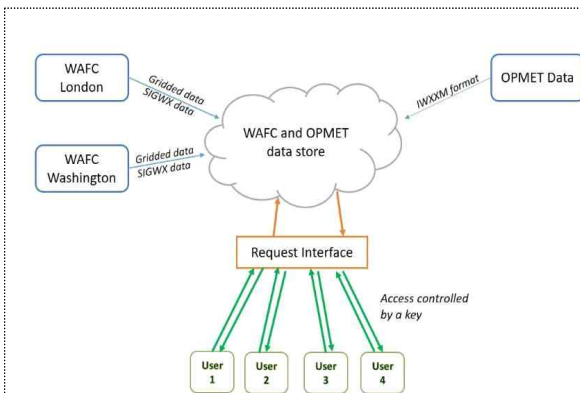 WAFC
London
Gridded data
SIGWX data
WAFC
Washington
Gridded data
SIGWX data
WAFC and OPMET
data store
IWXXM format
OPMET Data
Request Interface
Access controlled
by a key
User
1
User
2
User
3
User
4